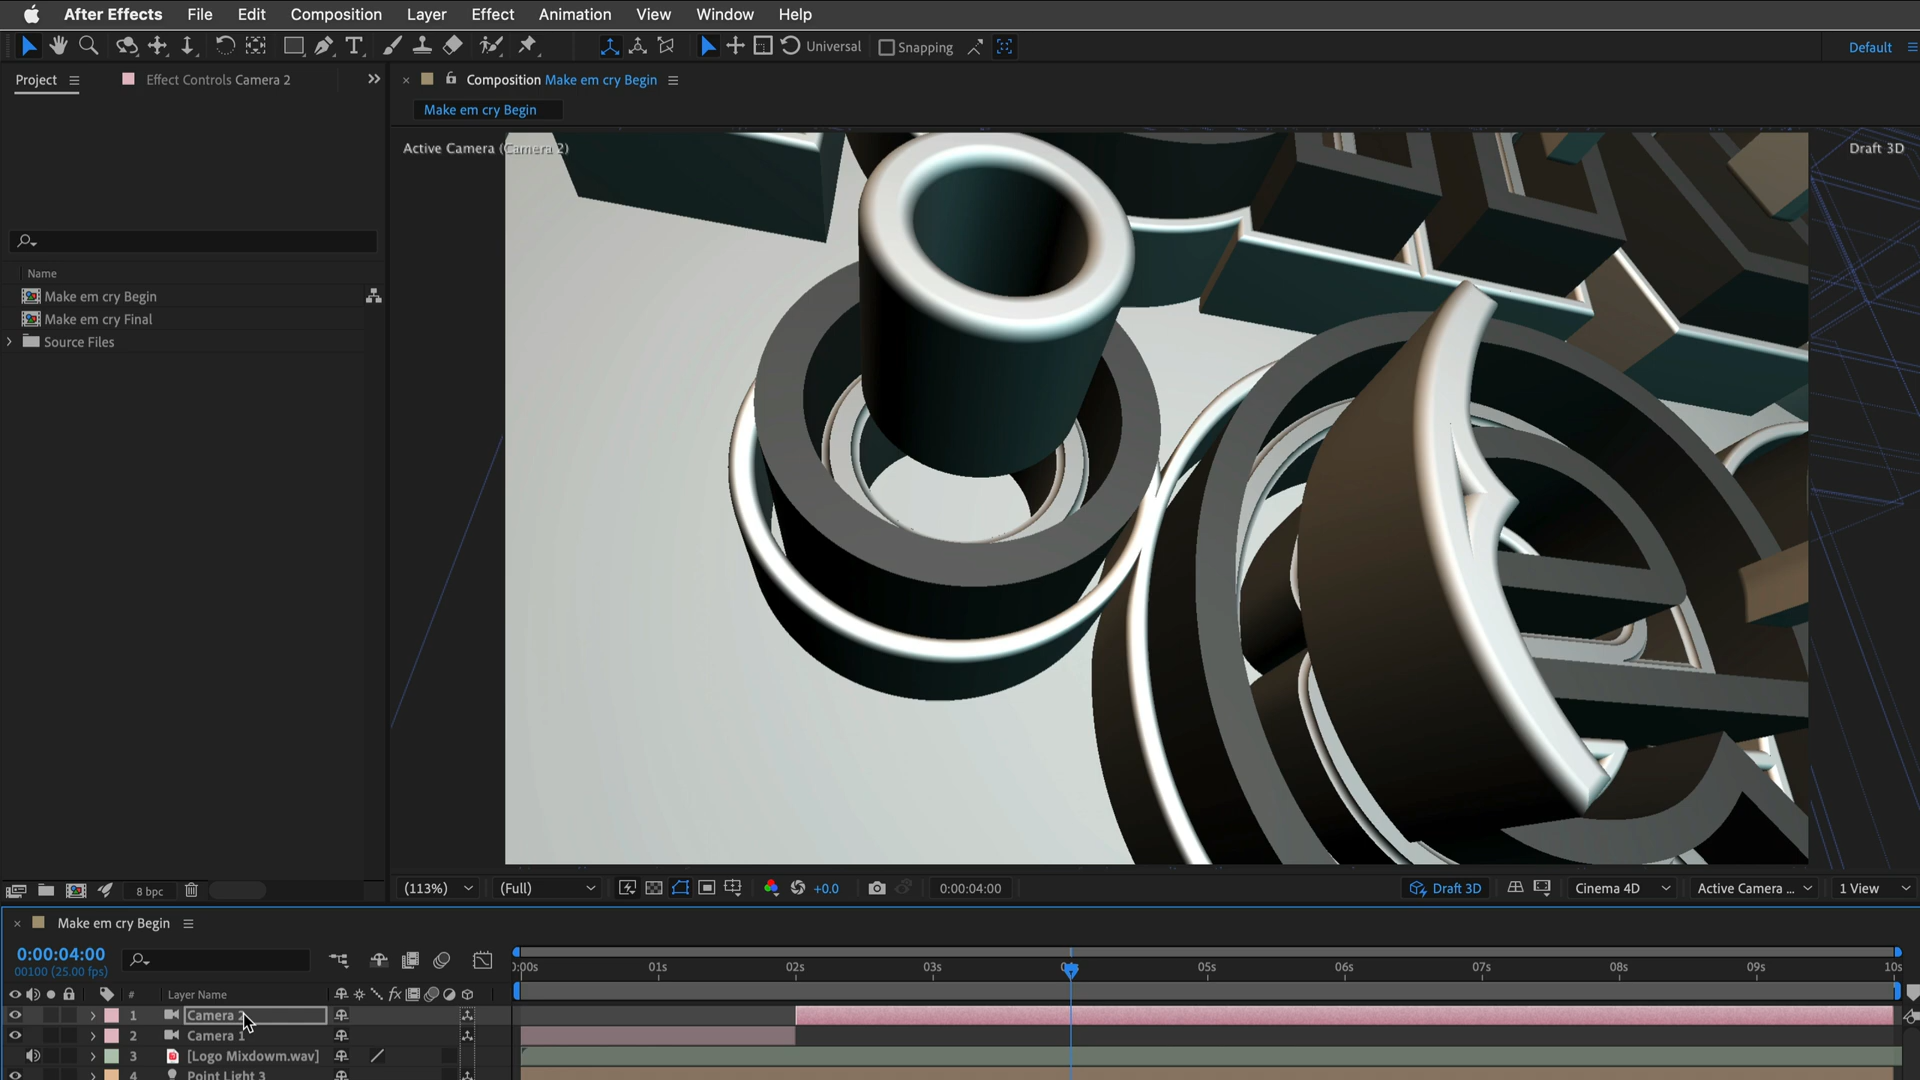 After Effects File Edit Composition Layer Effect Animation View Window Help
Universal Snapping Default
Project Effect Controls Camera 2 Composition Make em cry Begin
Make em cry Begin
Active Camera (Camera 2) Draft 3D
Name
Make em cry Begin
Make em cry Final
Source Files
8 bpc (113%) (Full) +0.0 0:00:04:00 Draft 3D Cinema 4D Active Camera ... 1 View
Make em cry Begin
0:00:04:00
00100 (25.00 fps)
0:00s 01s 02s 03s 05s 06s 07s 08s 09s 10s
# Layer Name fx
1 Camera 2
2 Camera 1
3 [Logo Mixdowm.wav]
4 Point Light 3